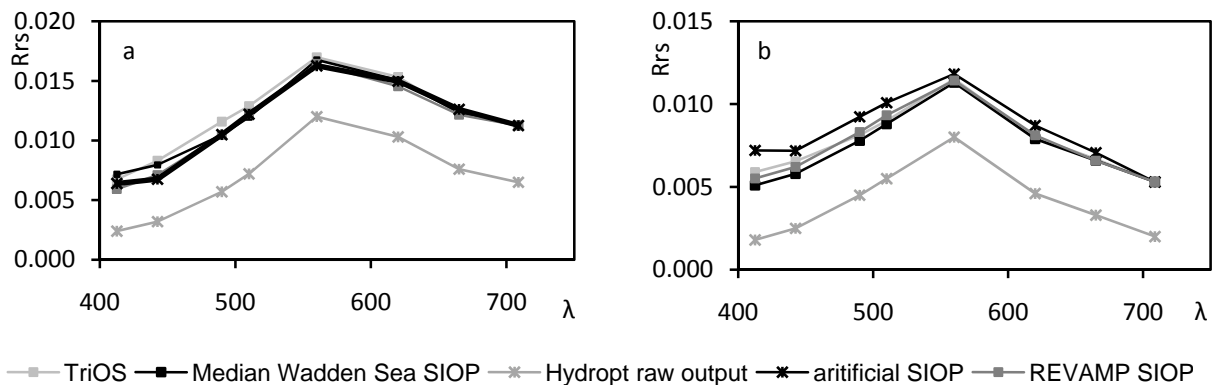 0.020
0.015
0.010
0.005
0.000
Rrs
a
400 500 600 700 λ
0.015
0.010
0.005
0.000
Rrs
b
400 500 600 700 λ
TriOS Median Wadden Sea SIOP Hydropt raw output aritificial SIOP REVAMP SIOP